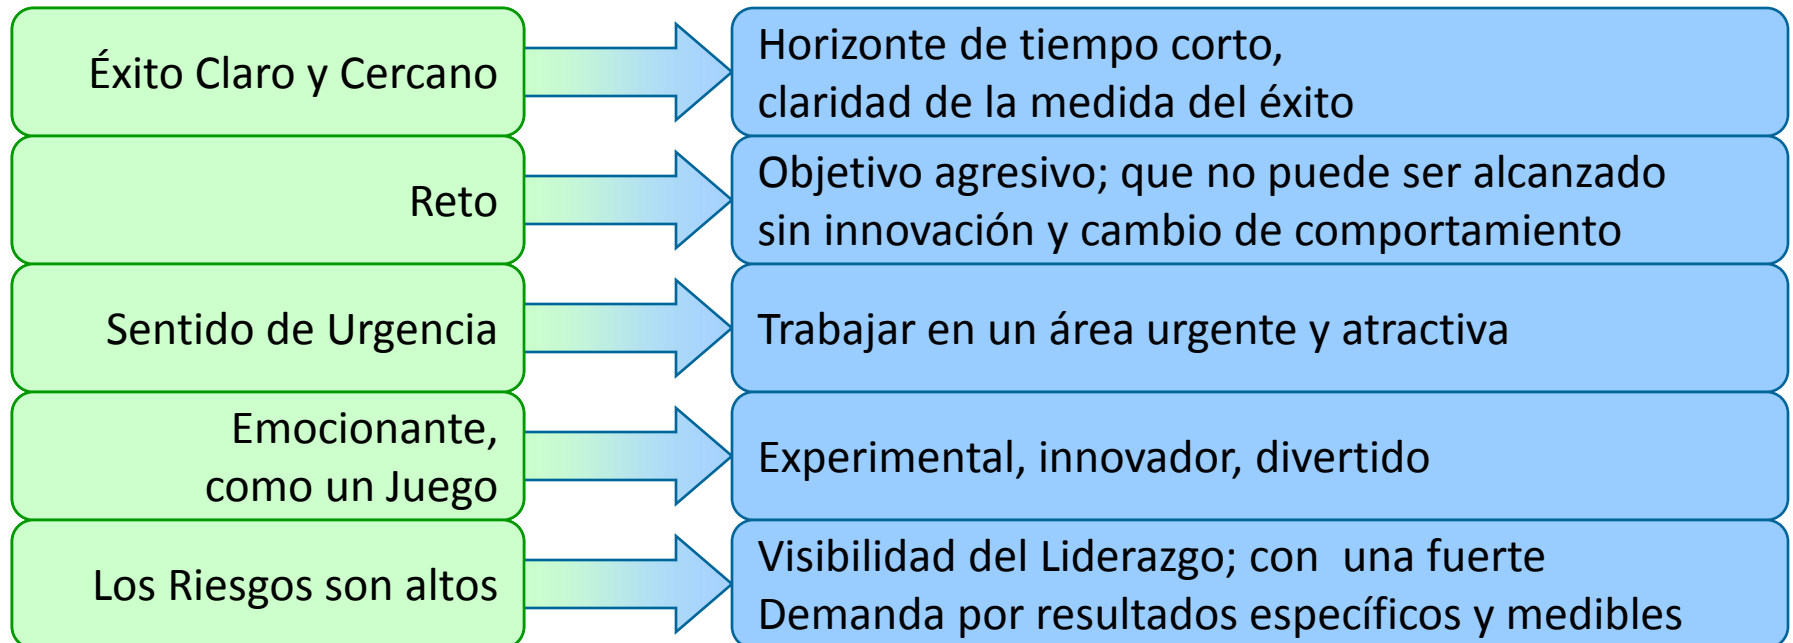 Éxito Claro y Cercano
Horizonte de tiempo corto,
claridad de la medida del éxito
Reto
Objetivo agresivo; que no puede ser alcanzado
sin innovación y cambio de comportamiento
Sentido de Urgencia
Trabajar en un área urgente y atractiva
Emocionante,
como un Juego
Experimental, innovador, divertido
Los Riesgos son altos
Visibilidad del Liderazgo; con  una fuerte
Demanda por resultados específicos y medibles